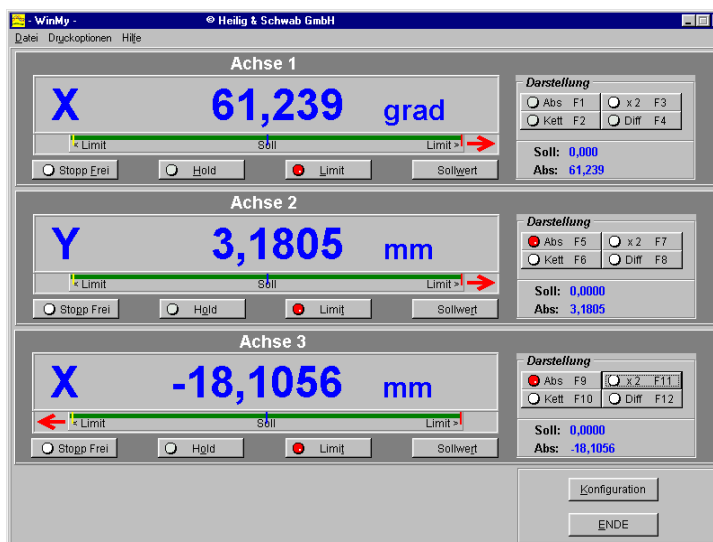 - WinMy - © Heilig & Schwab GmbH
Datei Druckoptionen Hilfe
Achse 1
X 61,239 grad
« Limit Soll Limit »
Stopp Frei Hold Limit Sollwert
Darstellung
Abs F1 x 2 F3
Kett F2 Diff F4
Soll: 0,000
Abs: 61,239
Achse 2
Y 3,1805 mm
« Limit Soll Limit »
Stopp Frei Hold Limit Sollwert
Darstellung
Abs F5 x 2 F7
Kett F6 Diff F8
Soll: 0,0000
Abs: 3,1805
Achse 3
X -18,1056 mm
« Limit Soll Limit »
Stopp Frei Hold Limit Sollwert
Darstellung
Abs F9 x 2 F11
Kett F10 Diff F12
Soll: 0,0000
Abs: -18,1056
Konfiguration
ENDE